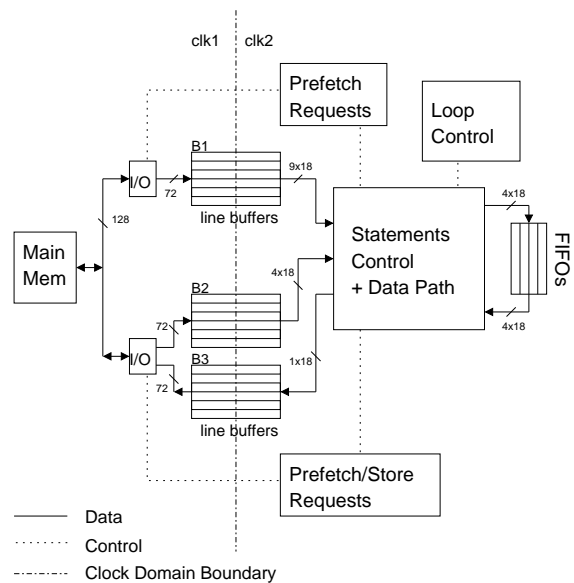 clk1 clk2
Prefetch
Requests
Loop
Control
B1
I/O
72
9x18
line buffers
128
4x18
FIFOs
4x18
Main
Mem
Statements
Control
+ Data Path
B2
4x18
72
I/O
B3
72
1x18
line buffers
Prefetch/Store
Requests
Data
Control
Clock Domain Boundary